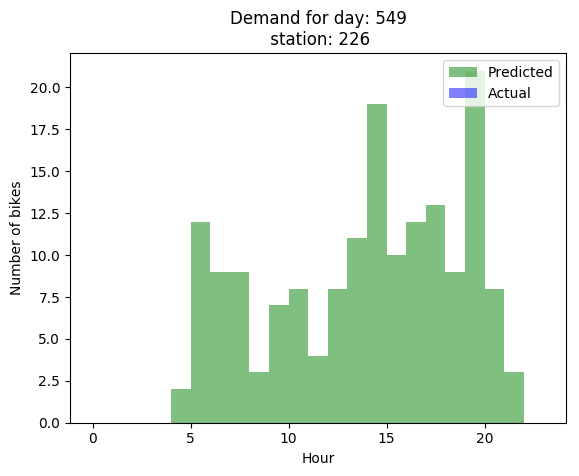 Demand for day: 549
station: 226
Predicted
Actual
20.0
17.5
15.0
12.5
10.0
7.5
5.0
2.5
0.0
Number of bikes
0 5 10 15 20
Hour